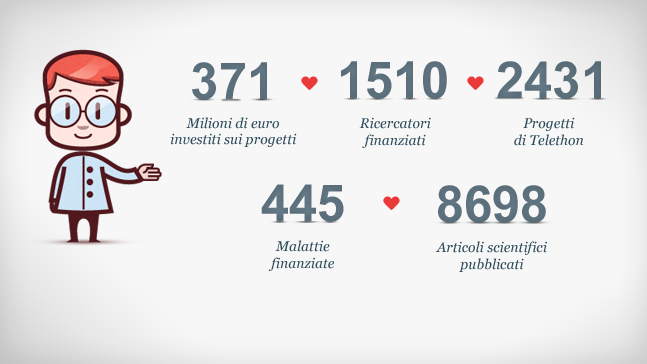 371 1510 2431
Milioni di euro
investiti sui progetti
Ricercatori
finanziati
Progetti
di Telethon
445 8698
Malattie
finanziate
Articoli scientifici
pubblicati